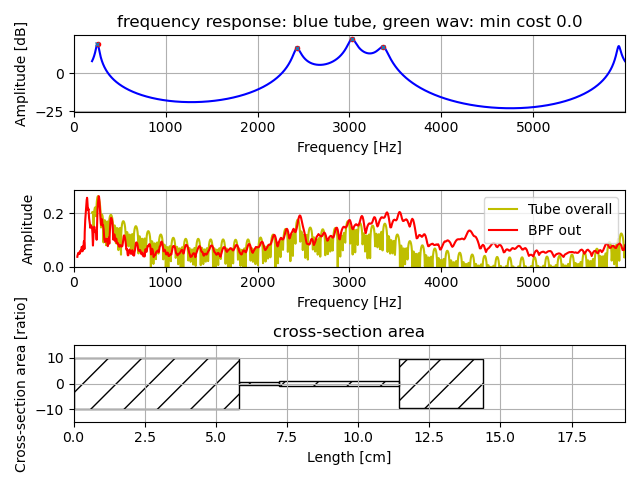 frequency response: blue tube, green wav: min cost 0.0
Amplitude [dB]
0
−25
0 1000 2000 3000 4000 5000
Frequency [Hz]
Amplitude
0.2
0.0
Tube overall
BPF out
0 1000 2000 3000 4000 5000
Frequency [Hz]
cross-section area
Cross-section area [ratio]
10
0
−10
0.0 2.5 5.0 7.5 10.0 12.5 15.0 17.5
Length [cm]